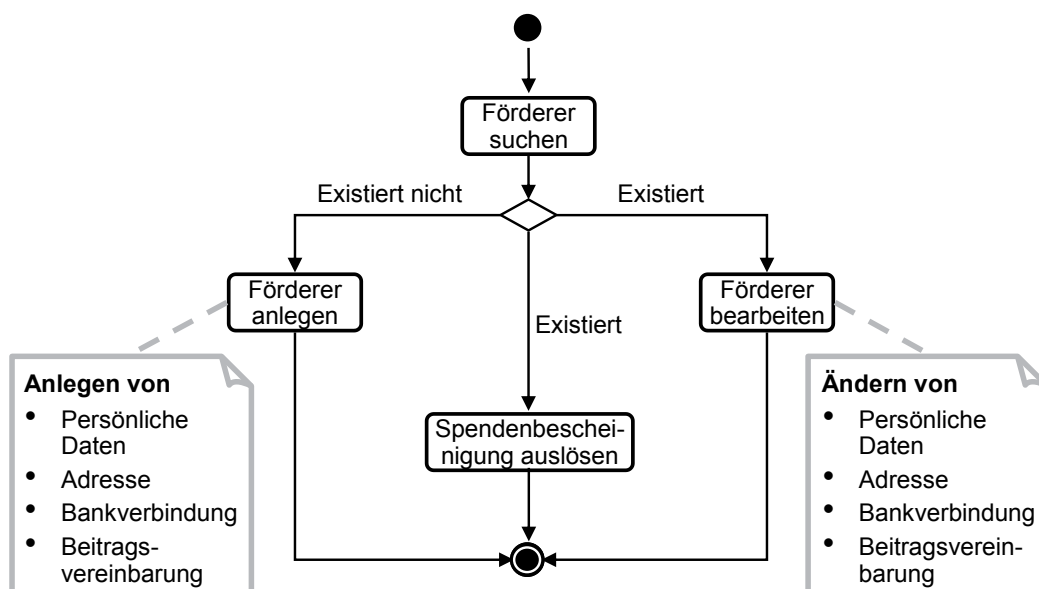 Förderer
suchen
Existiert nicht
Existiert
Förderer
anlegen
Existiert
Förderer
bearbeiten
Anlegen von
• Persönliche
Daten
• Adresse
• Bankverbindung
• Beitrags-
vereinbarung
Spendenbeschei-
nigung auslösen
Ändern von
• Persönliche
Daten
• Adresse
• Bankverbindung
• Beitragsverein-
barung